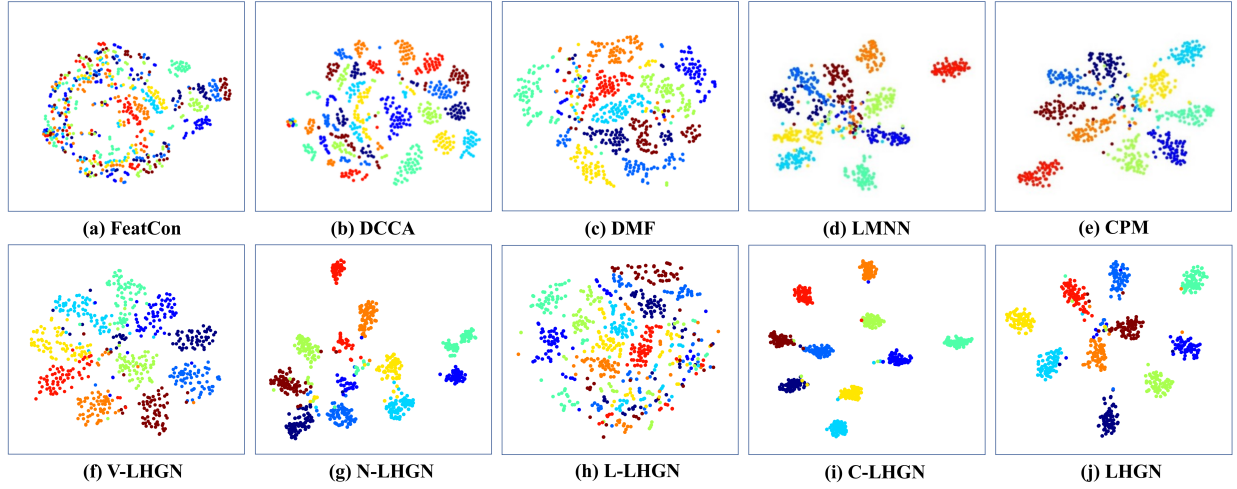 (a) FeatCon (b) DCCA (c) DMF (d) LMNN (e) CPM
(f) V-LHGN (g) N-LHGN (h) L-LHGN (i) C-LHGN (j) LHGN